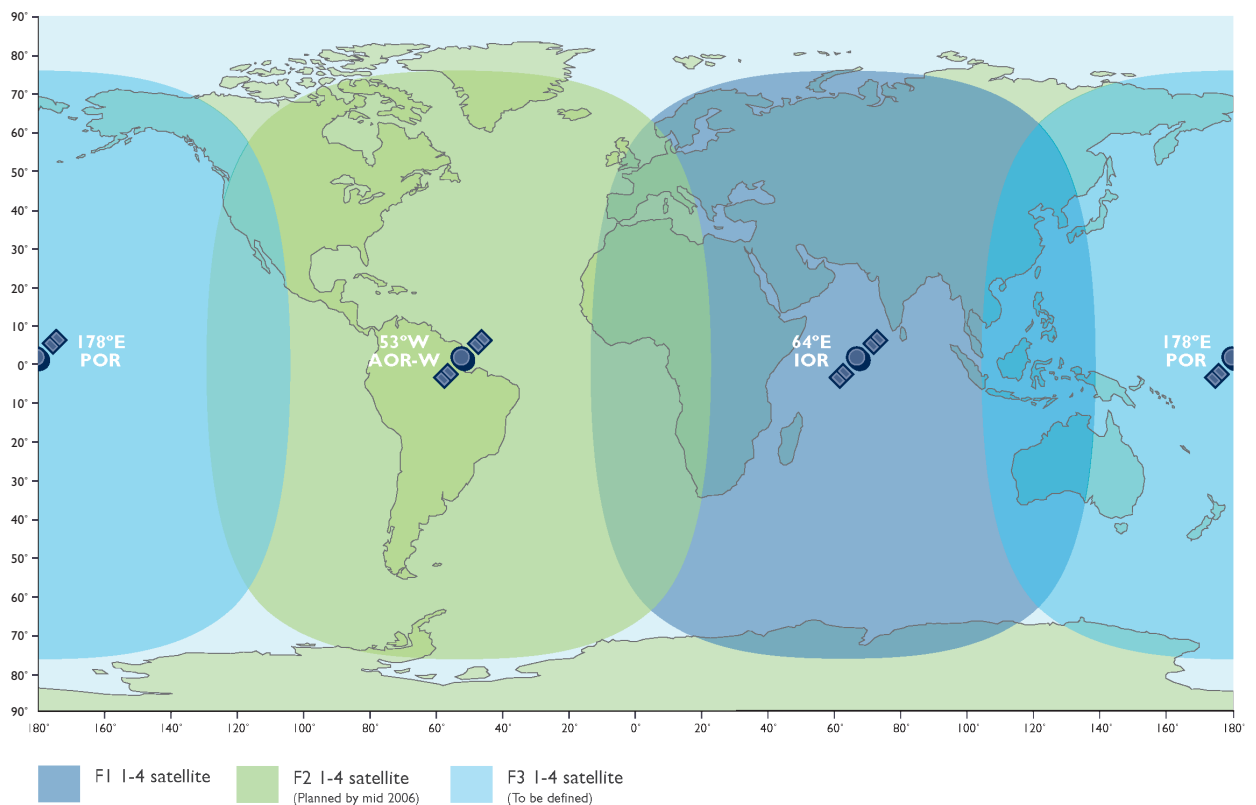 90°
80°
70°
60°
50°
40°
30°
20°
10°
0°
10°
20°
30°
40°
50°
60°
70°
80°
90°
178°E
POR
53°W
AOR-W
64°E
IOR
178°E
POR
180° 160° 140° 120° 100° 80° 60° 40° 20° 0° 20° 40° 60° 80° 100° 120° 140° 160° 180°
F1 I-4 satellite
F2 I-4 satellite
(Planned by mid 2006)
F3 I-4 satellite
(To be defined)